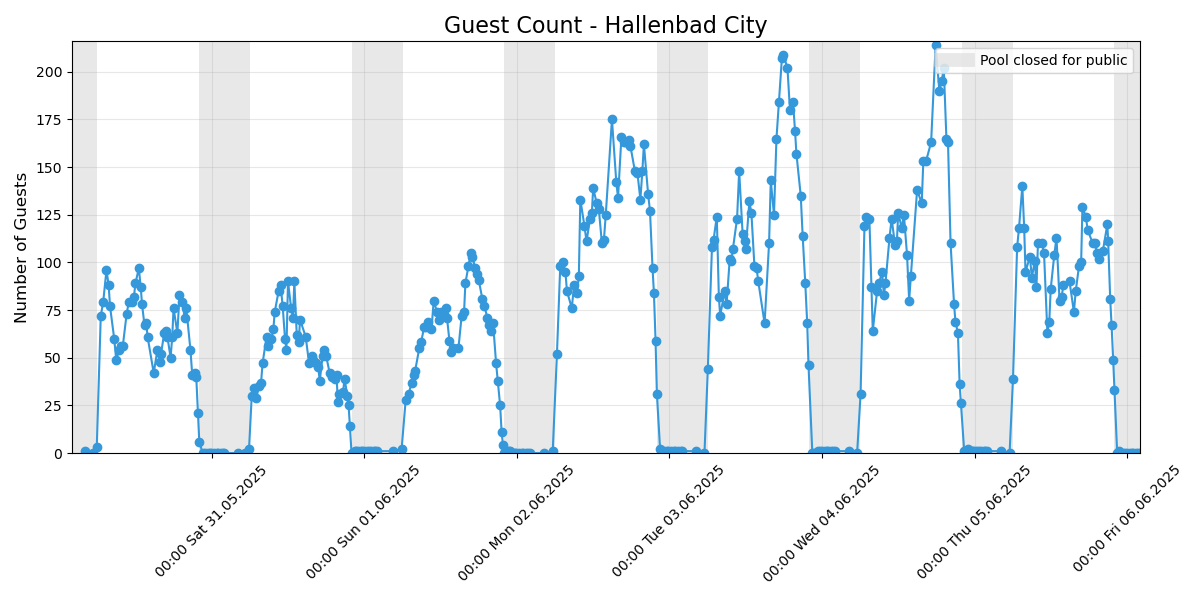 Guest Count - Hallenbad City
Pool closed for public
Number of Guests
200
175
150
125
100
75
50
25
0
00:00 Sat 31.05.2025
00:00 Sun 01.06.2025
00:00 Mon 02.06.2025
00:00 Tue 03.06.2025
00:00 Wed 04.06.2025
00:00 Thu 05.06.2025
00:00 Fri 06.06.2025